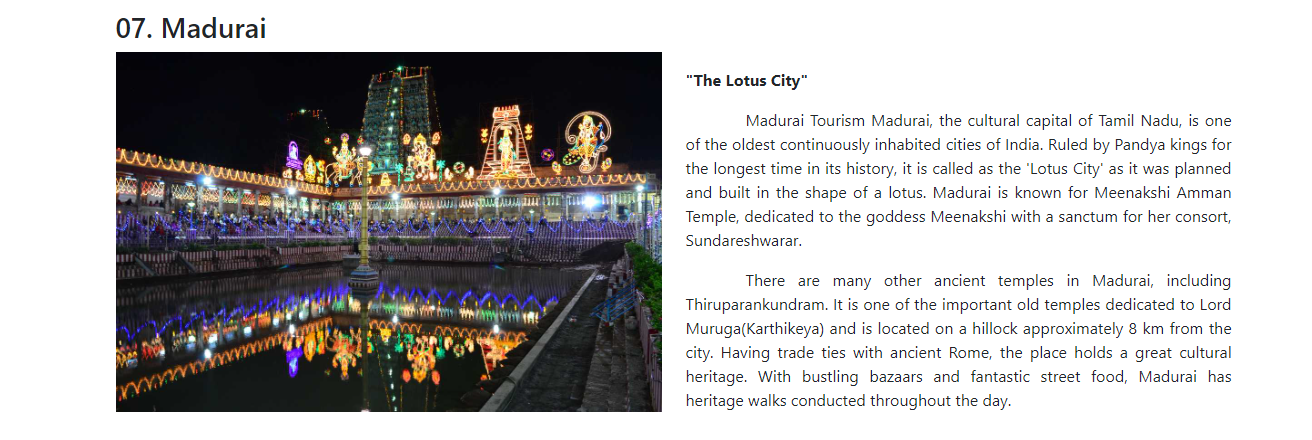 07. Madurai
"The Lotus City"
Madurai Tourism Madurai, the cultural capital of Tamil Nadu, is one
of the oldest continuously inhabited cities of India. Ruled by Pandya kings for
the longest time in its history, it is called as the 'Lotus City' as it was planned
and built in the shape of a lotus. Madurai is known for Meenakshi Amman
Temple, dedicated to the goddess Meenakshi with a sanctum for her consort,
Sundareshwarar.
There are many other ancient temples in Madurai, including
Thiruparankundram. It is one of the important old temples dedicated to Lord
Muruga(Karthikeya) and is located on a hillock approximately 8 km from the
city. Having trade ties with ancient Rome, the place holds a great cultural
heritage. With bustling bazaars and fantastic street food, Madurai has
heritage walks conducted throughout the day.